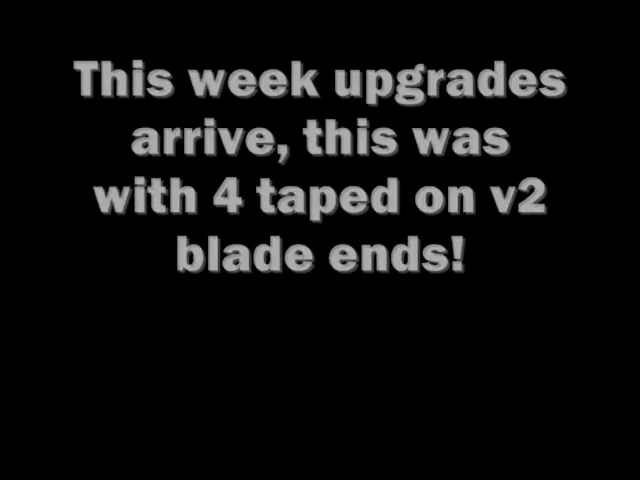 This week upgrades
arrive, this was
with 4 taped on v2
blade ends!